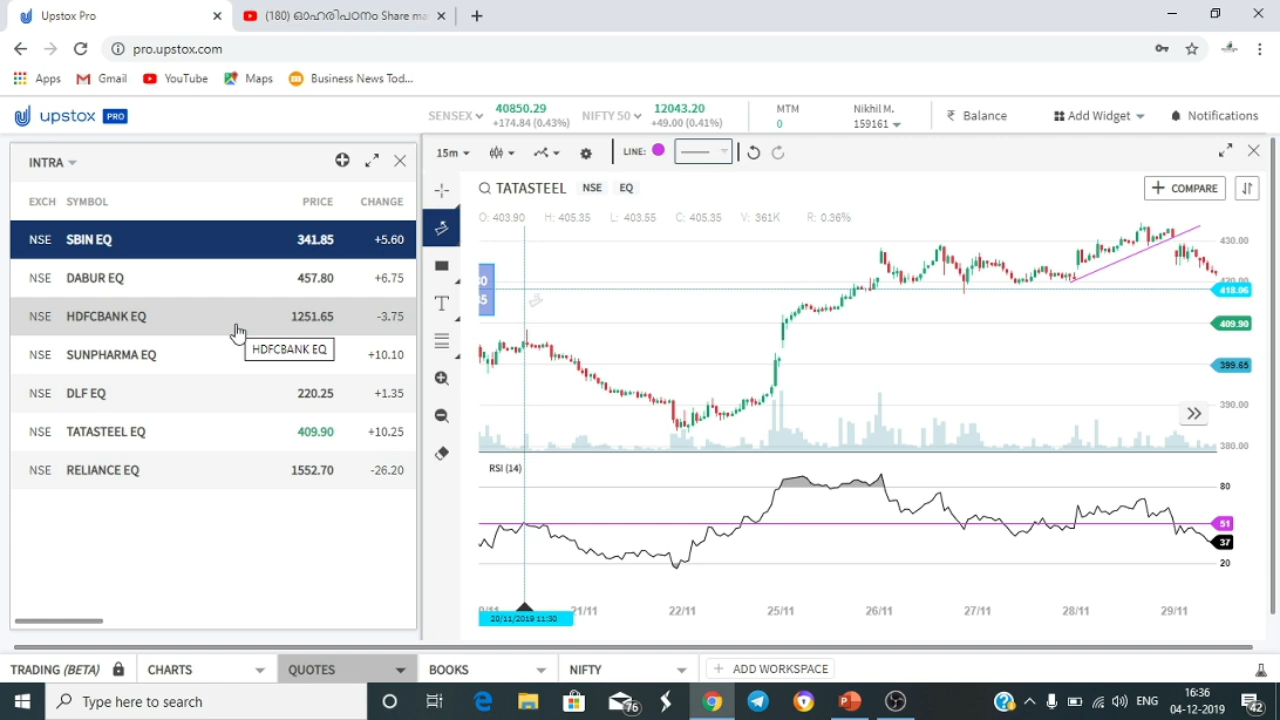 Upstox Pro
(180) ഓഹരിപഠനം Share ma
pro.upstox.com
Apps Gmail YouTube Maps Business News Tod...
upstox PRO
SENSEX 40850.29 +174.84 (0.43%)
NIFTY 50 12043.20 +49.00 (0.41%)
MTM 0
Nikhil M. 159161
₹ Balance
Add Widget
Notifications
INTRA
EXCH SYMBOL PRICE CHANGE
NSE SBIN EQ 341.85 +5.60
NSE DABUR EQ 457.80 +6.75
NSE HDFCBANK EQ 1251.65 -3.75
HDFCBANK EQ
NSE SUNPHARMA EQ +10.10
NSE DLF EQ 220.25 +1.35
NSE TATASTEEL EQ 409.90 +10.25
NSE RELIANCE EQ 1552.70 -26.20
15m LINE:
TATASTEEL NSE EQ
+ COMPARE
O: 403.90 H: 405.35 L: 403.55 C: 405.35 V: 361K R: 0.36%
T
430.00
420.00
418.06
409.90
399.65
390.00
380.00
RSI (14)
80
51
37
20
21/11 22/11 25/11 26/11 27/11 28/11 29/11
20/11/2019 11:30
TRADING (BETA) CHARTS QUOTES BOOKS NIFTY + ADD WORKSPACE
Type here to search
76
ENG
16:36
04-12-2019
42